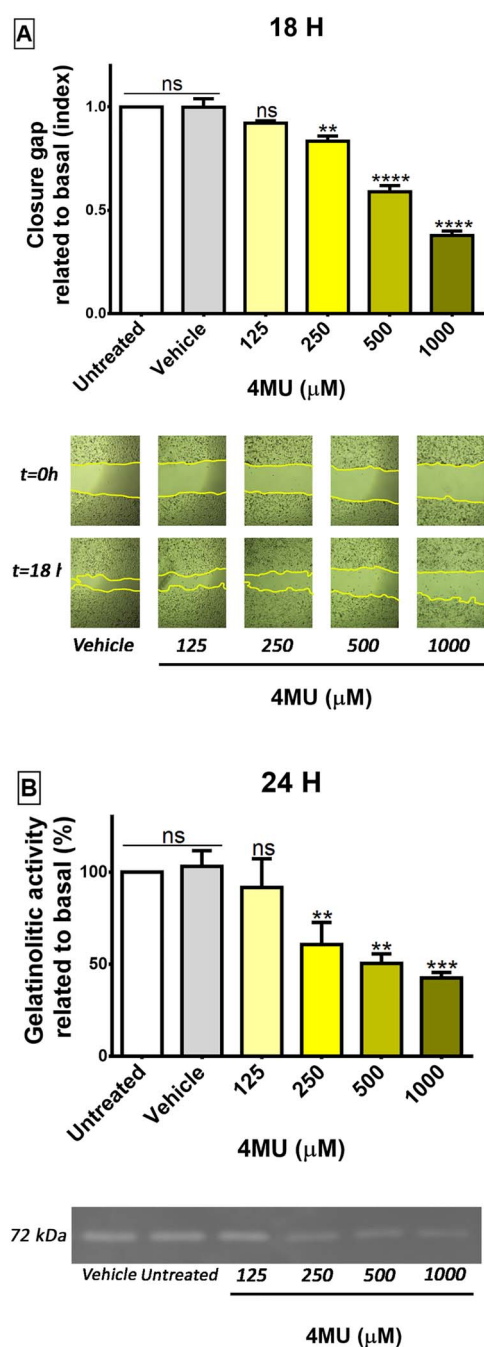 A
18 H
Closure gap
related to basal (index)
1.0
0.5
0.0
ns
ns
**
****
****
Untreated
Vehicle
125
250
500
1000
4MU (μM)
t=0h
t=18 h
Vehicle
125
250
500
1000
4MU (μM)
B
24 H
Gelatinolitic activity
related to basal (%)
100
50
0
ns
ns
**
**
***
Untreated
Vehicle
125
250
500
1000
4MU (μM)
72 kDa
Vehicle Untreated 125 250 500 1000
4MU (μM)